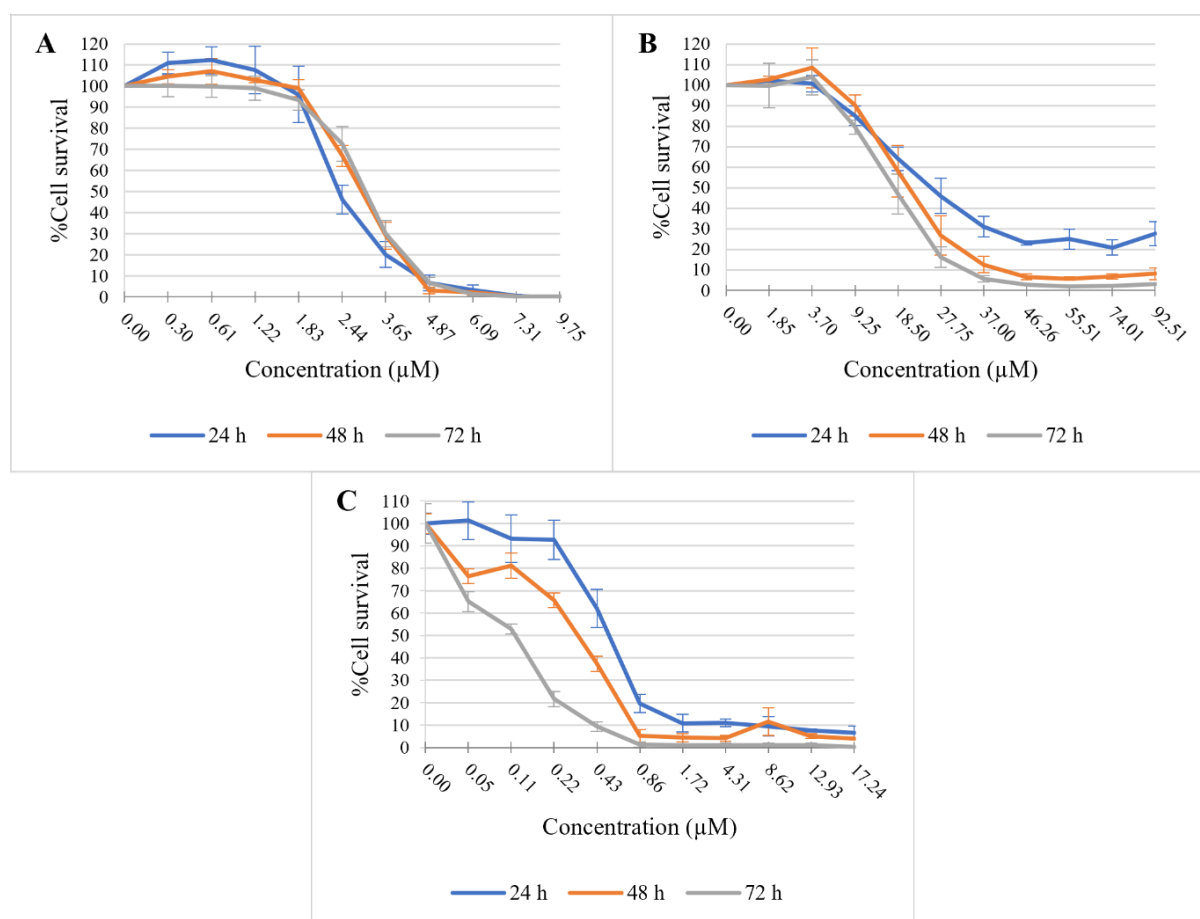 A
%Cell survival
120
110
100
90
80
70
60
50
40
30
20
10
0
0.00 0.30 0.61 1.22 1.83 2.44 3.65 4.87 6.09 7.31 9.75
Concentration (µM)
24 h 48 h 72 h
B
%Cell survival
120
110
100
90
80
70
60
50
40
30
20
10
0
0.00 1.85 3.70 9.25 18.50 27.75 37.00 46.26 55.51 74.01 92.51
Concentration (µM)
24 h 48 h 72 h
C
%Cell survival
110
100
90
80
70
60
50
40
30
20
10
0
0.00 0.05 0.11 0.22 0.43 0.86 1.72 4.31 8.62 12.93 17.24
Concentration (µM)
24 h 48 h 72 h